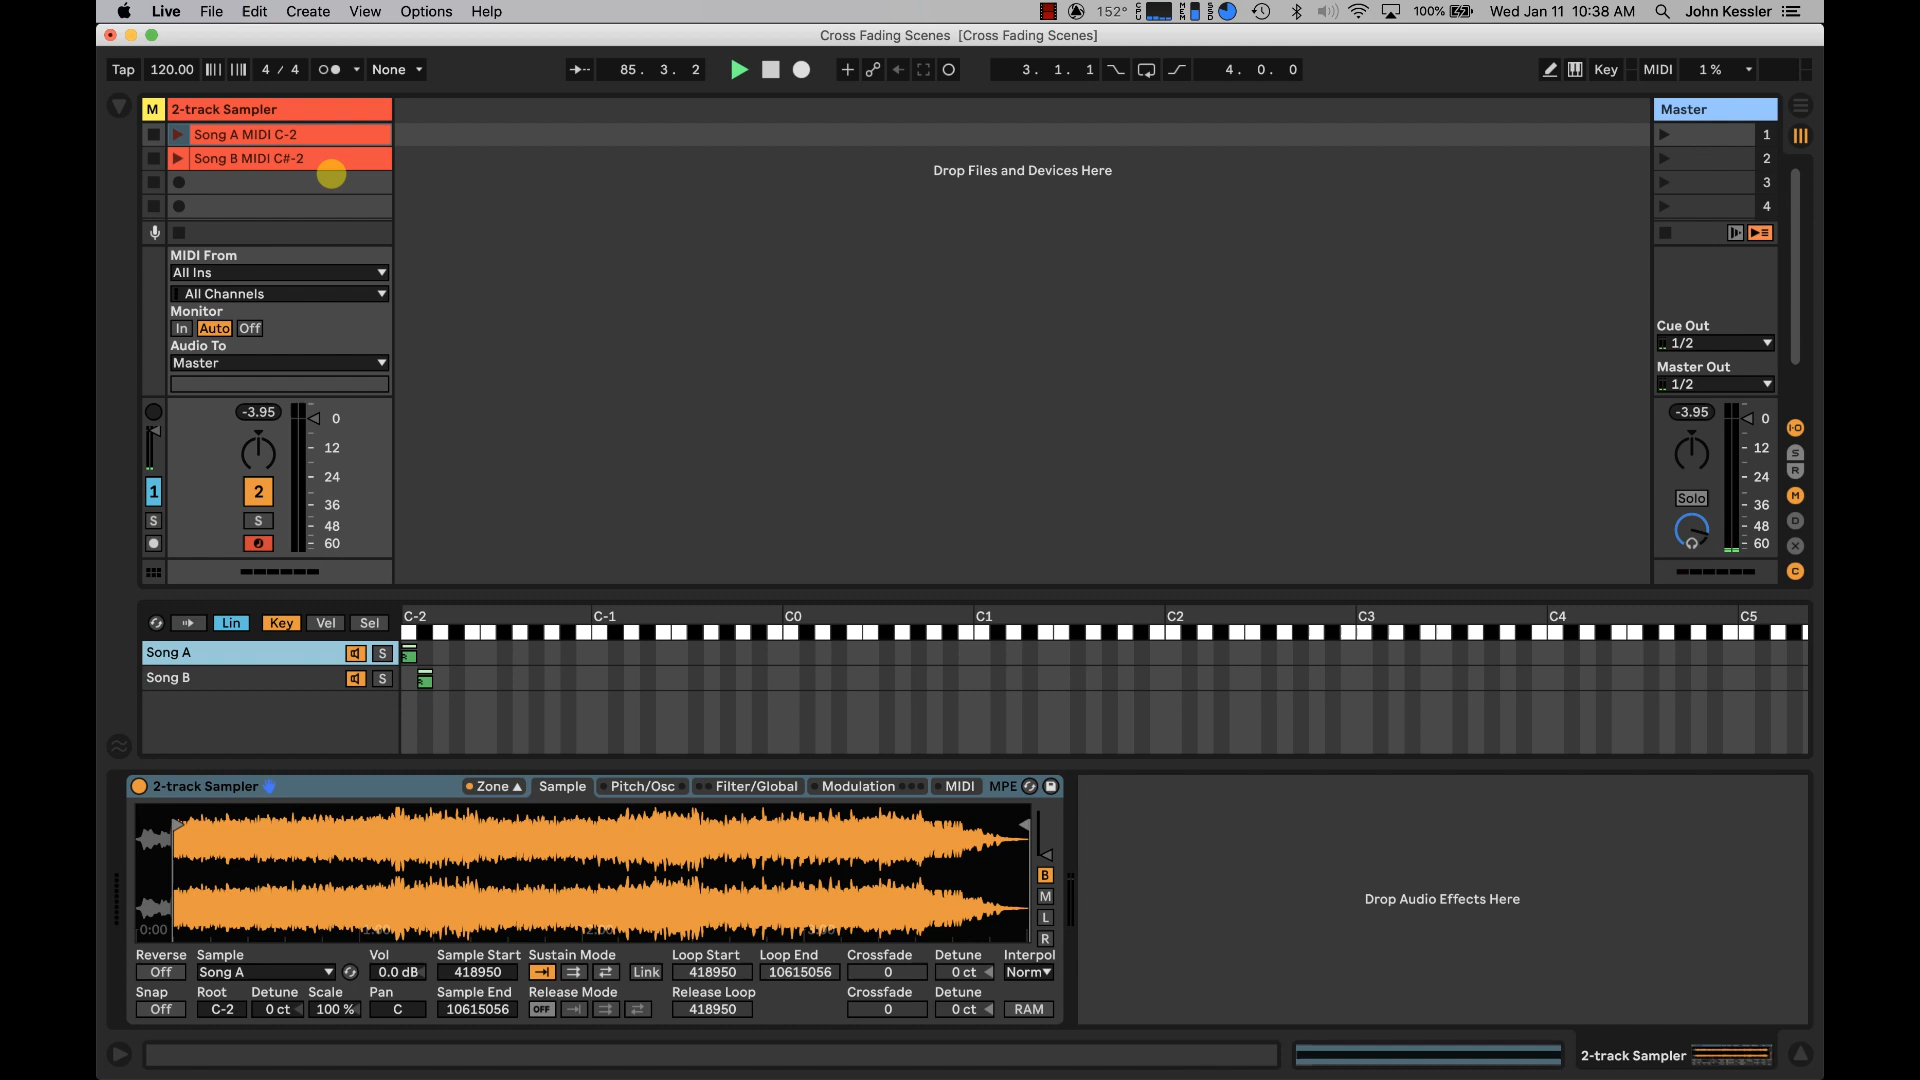 Live File Edit Create View Options Help 152° 100% Wed Jan 11 10:38 AM John Kessler
Cross Fading Scenes [Cross Fading Scenes]
Tap 120.00 4 / 4 None 85. 3. 2 3. 1. 1 4. 0. 0 Key MIDI 1 %
M 2-track Sampler Master
Song A MIDI C-2 1
Song B MIDI C#-2 2
Drop Files and Devices Here
3
4
MIDI From
All Ins
All Channels
Monitor
In Auto Off
Audio To
Master
Cue Out
1/2
Master Out
1/2
-3.95 0 -3.95 0
12 12
24 24
1 2 Solo
36 36
S S 48 48
60 60
I-O
S
R
M
D
X
C
Lin Key Vel Sel C-2 C-1 C0 C1 C2 C3 C4 C5
Song A S
Song B S
2-track Sampler Zone Sample Pitch/Osc Filter/Global Modulation MIDI MPE
B
M
L
R
0:00
Drop Audio Effects Here
Reverse Sample Vol Sample Start Sustain Mode Loop Start Loop End Crossfade Detune Interpol
Off Song A 0.0 dB 418950 Link 418950 10615056 0 0 ct Norm
Snap Root Detune Scale Pan Sample End Release Mode Release Loop Crossfade Detune
Off C-2 0 ct 100 % C 10615056 OFF 418950 0 0 ct RAM
2-track Sampler